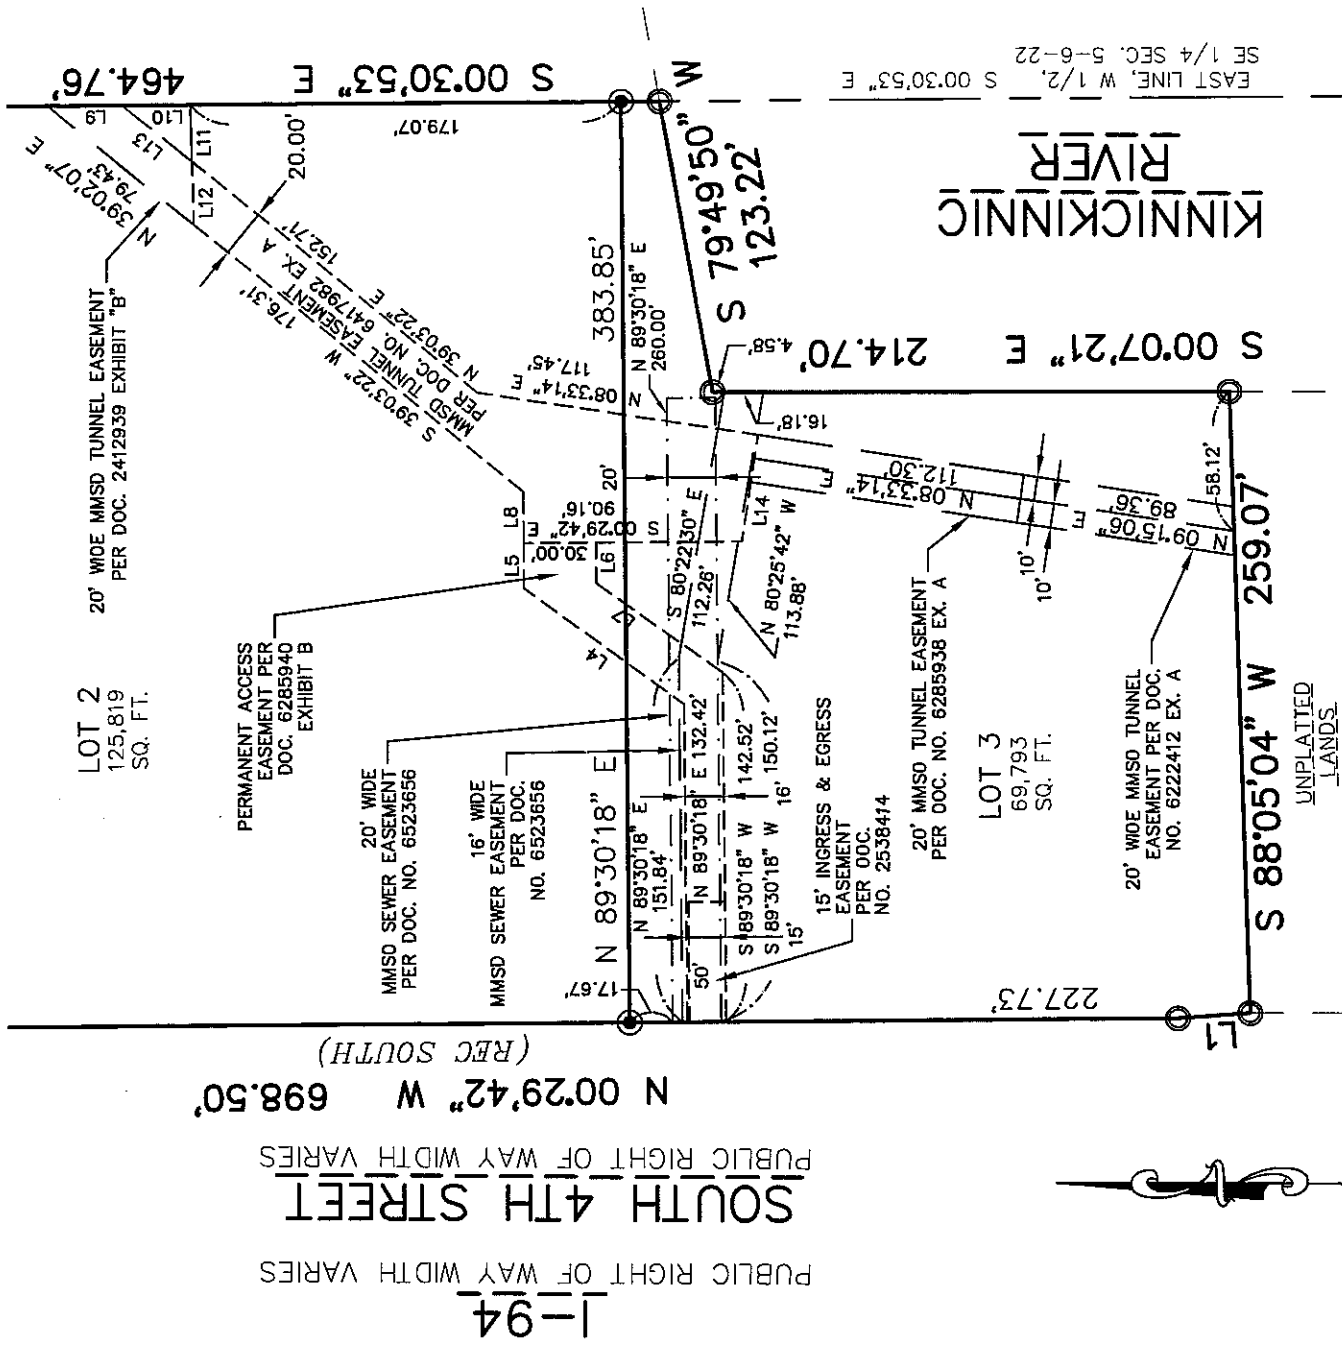 EAST LINE, W 1/2,
SE 1/4 SEC. 5-6-22
S 00°30'53" E
S 00°30'53" E 464.76'
179.07'
L9
L10
L13
L11
L12
N 39°02'07" E
79.43'
20.00'
20' WIDE MMSD TUNNEL EASEMENT
PER DOC. 2412939 EXHIBIT "B"
S 39°03'22" W
176.31'
MMSD TUNNEL EASEMENT
PER DOC. NO. 6417982 EX. A
N 39°03'22" E
152.71'
N 08°33'14" E
117.45'
383.85'
N 89°30'18" E
260.00'
S 79°49'50" W
123.22'
KINNICKINNIC
RIVER
4.58'
S 00°07'21" E 214.70'
16.18'
58.12'
L8
L5
L6
L7
L4
L14
S 00°29'42" E
90.16'
30.00'
20'
S 80°22'30" E
112.26'
N 80°25'42" W
113.88'
N 08°33'14" E
112.30'
N 09°15'06" E
89.36'
10'
10'
LOT 2
125,819
SQ. FT.
PERMANENT ACCESS
EASEMENT PER
DOC. 6285940
EXHIBIT B
20' WIDE
MMSD SEWER EASEMENT
PER DOC. NO. 6523656
16' WIDE
MMSD SEWER EASEMENT
PER DOC.
NO. 6523656
N 89°30'18" E
N 89°30'18" E
151.84'
N 89°30'18" E 132.42'
S 89°30'18" W 142.52'
S 89°30'18" W 150.12'
50'
15'
16'
17.67'
15' INGRESS & EGRESS
EASEMENT
PER DOC.
NO. 2538414
20' MMSD TUNNEL EASEMENT
PER DOC. NO. 6285938 EX. A
LOT 3
69,793
SQ. FT.
20' WIDE MMSD TUNNEL
EASEMENT PER DOC.
NO. 6222412 EX. A
S 88°05'04" W 259.07'
UNPLATTED
LANDS
227.73'
L1
(REC SOUTH)
N 00°29'42" W 698.50'
PUBLIC RIGHT OF WAY WIDTH VARIES
SOUTH 4TH STREET
PUBLIC RIGHT OF WAY WIDTH VARIES
I-94